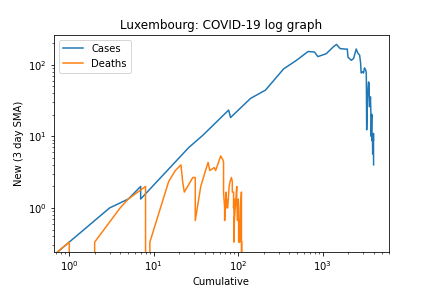 Luxembourg: COVID-19 log graph
Cases
Deaths
New (3 day SMA)
10²
10¹
10⁰
10⁰ 10¹ 10² 10³
Cumulative